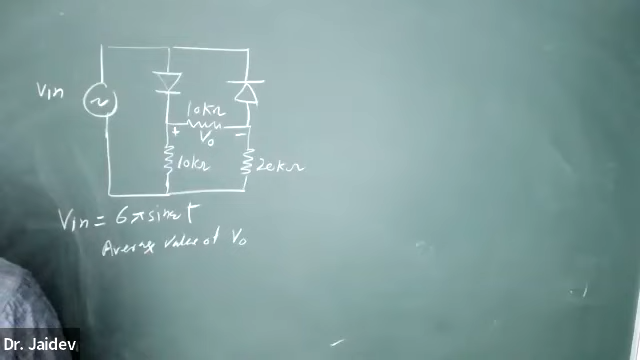 Vin
10kΩ
+ Vo −
10kΩ
20kΩ
Vin = 6π sin t
Average value of Vo
Dr. Jaidev